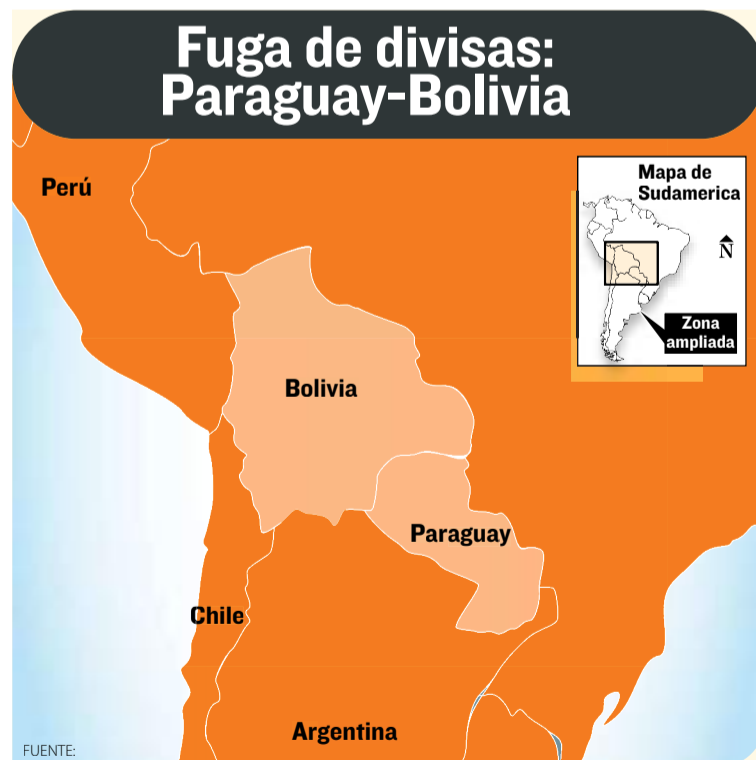 Fuga de divisas:
Paraguay-Bolivia
Perú
Mapa de
Sudamerica
N
Zona
ampliada
Bolivia
Paraguay
Chile
Argentina
FUENTE: